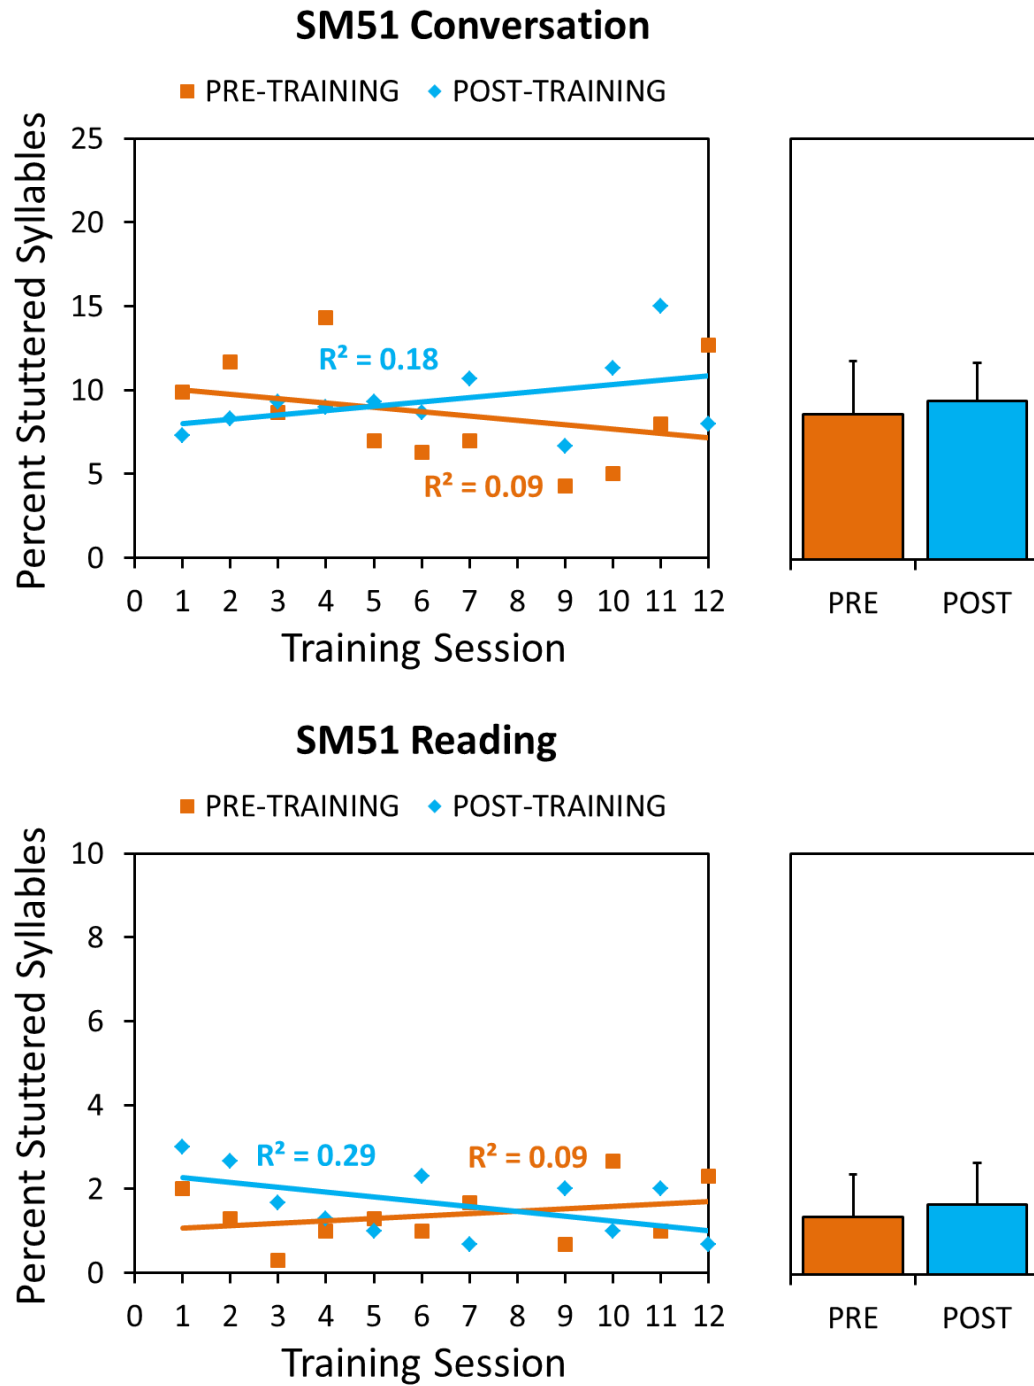 SM51 Conversation
PRE-TRAINING POST-TRAINING
Percent Stuttered Syllables
25
20
15
10
5
0
R² = 0.18
R² = 0.09
0 1 2 3 4 5 6 7 8 9 10 11 12
Training Session
PRE POST
SM51 Reading
PRE-TRAINING POST-TRAINING
Percent Stuttered Syllables
10
8
6
4
2
0
R² = 0.29 R² = 0.09
0 1 2 3 4 5 6 7 8 9 10 11 12
Training Session
PRE POST